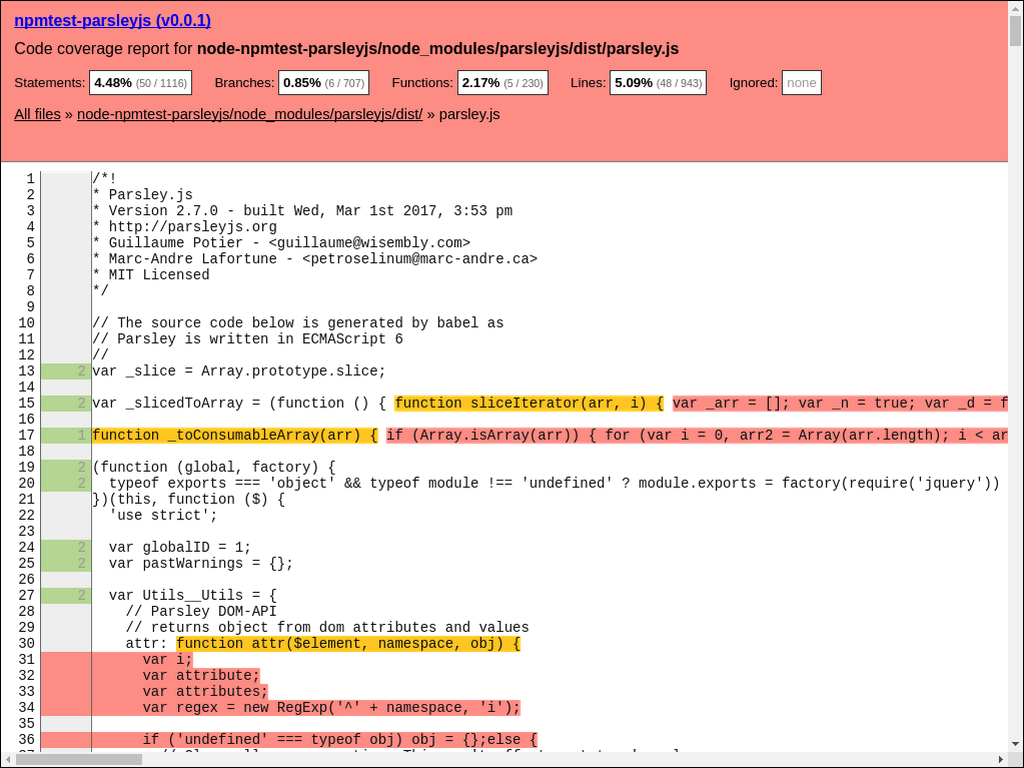 npmtest-parsleyjs (v0.0.1)
Code coverage report for node-npmtest-parsleyjs/node_modules/parsleyjs/dist/parsley.js
Statements: 4.48% (50 / 1116) Branches: 0.85% (6 / 707) Functions: 2.17% (5 / 230) Lines: 5.09% (48 / 943) Ignored: none
All files » node-npmtest-parsleyjs/node_modules/parsleyjs/dist/ » parsley.js
1 /*!
2 * Parsley.js
3 * Version 2.7.0 - built Wed, Mar 1st 2017, 3:53 pm
4 * http://parsleyjs.org
5 * Guillaume Potier - <guillaume@wisembly.com>
6 * Marc-Andre Lafortune - <petroselinum@marc-andre.ca>
7 * MIT Licensed
8 */
9
10 // The source code below is generated by babel as
11 // Parsley is written in ECMAScript 6
12 //
13 2 var _slice = Array.prototype.slice;
14
15 2 var _slicedToArray = (function () { function sliceIterator(arr, i) { var _arr = []; var _n = true; var _d = f
16
17 1 function _toConsumableArray(arr) { if (Array.isArray(arr)) { for (var i = 0, arr2 = Array(arr.length); i < ar
18
19 2 (function (global, factory) {
20 2 typeof exports === 'object' && typeof module !== 'undefined' ? module.exports = factory(require('jquery'))
21 })(this, function ($) {
22 'use strict';
23
24 2 var globalID = 1;
25 2 var pastWarnings = {};
26
27 2 var Utils__Utils = {
28 // Parsley DOM-API
29 // returns object from dom attributes and values
30 attr: function attr($element, namespace, obj) {
31 var i;
32 var attribute;
33 var attributes;
34 var regex = new RegExp('^' + namespace, 'i');
35
36 if ('undefined' === typeof obj) obj = {};else {